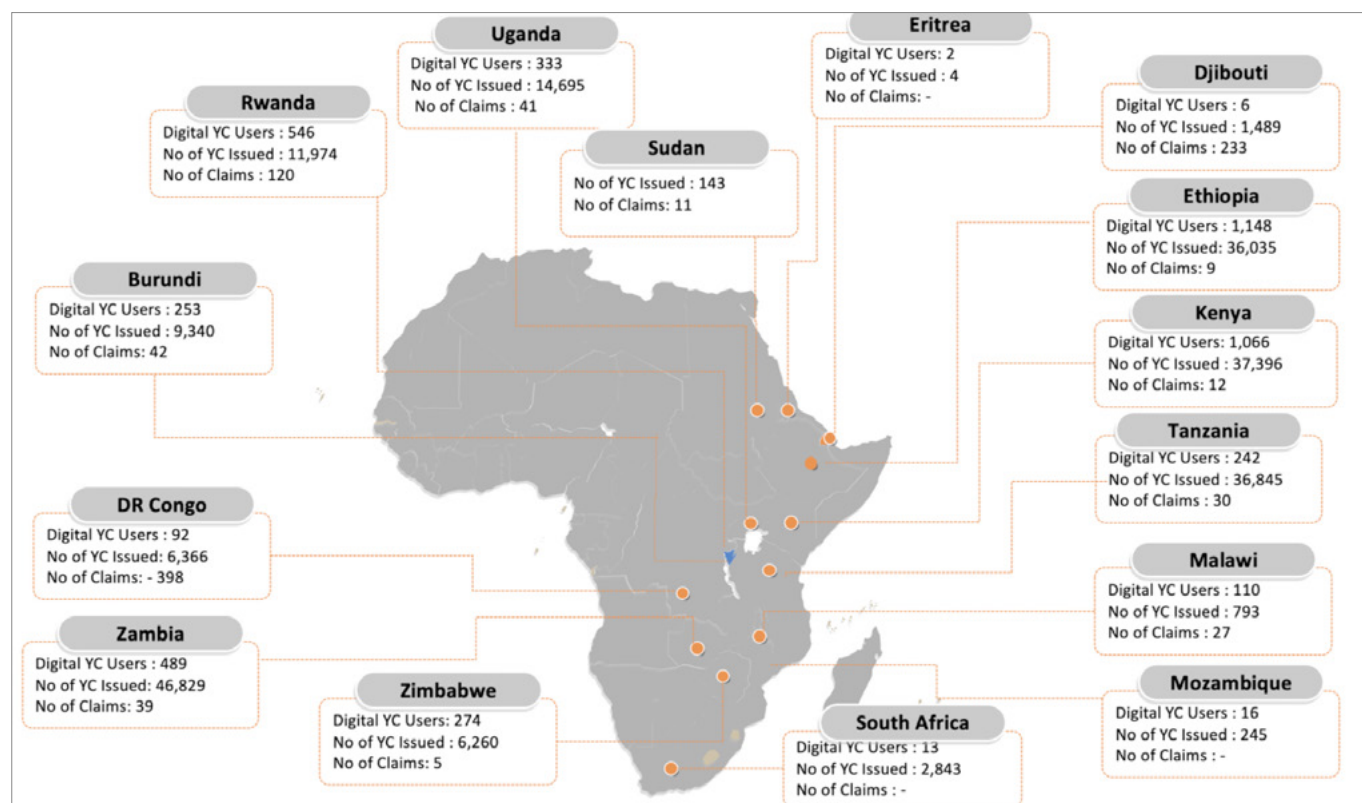 Uganda
Digital YC Users : 333
No of YC Issued : 14,695
No of Claims : 41
Eritrea
Digital YC Users: 2
No of YC Issued : 4
No of Claims: -
Djibouti
Digital YC Users : 6
No of YC Issued : 1,489
No of Claims : 233
Rwanda
Digital YC Users : 546
No of YC Issued : 11,974
No of Claims : 120
Sudan
No of YC Issued : 143
No of Claims: 11
Ethiopia
Digital YC Users : 1,148
No of YC Issued: 36,035
No of Claims: 9
Burundi
Digital YC Users : 253
No of YC Issued : 9,340
No of Claims: 42
Kenya
Digital YC Users: 1,066
No of YC Issued : 37,396
No of Claims : 12
Tanzania
Digital YC Users : 242
No of YC Issued : 36,845
No of Claims : 30
DR Congo
Digital YC Users : 92
No of YC Issued: 6,366
No of Claims: - 398
Malawi
Digital YC Users : 110
No of YC Issued : 793
No of Claims : 27
Zambia
Digital YC Users : 489
No of YC Issued: 46,829
No of Claims: 39
Zimbabwe
Digital YC Users: 274
No of YC Issued : 6,260
No of Claims: 5
South Africa
Digital YC Users : 13
No of YC Issued : 2,843
No of Claims : -
Mozambique
Digital YC Users : 16
No of YC Issued : 245
No of Claims : -